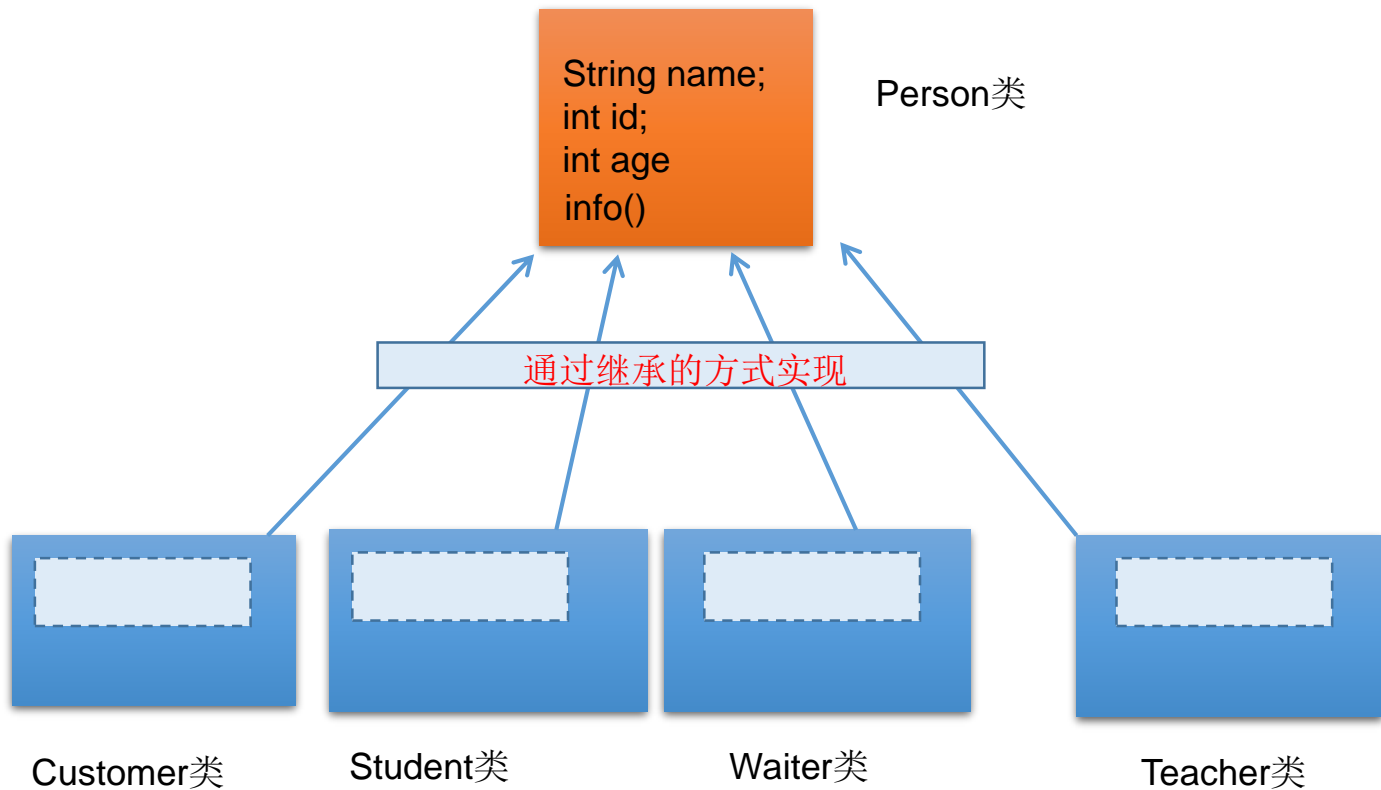 String name;
int id;
int age
info()
Person类
通过继承的方式实现
Customer类
Student类
Waiter类
Teacher类